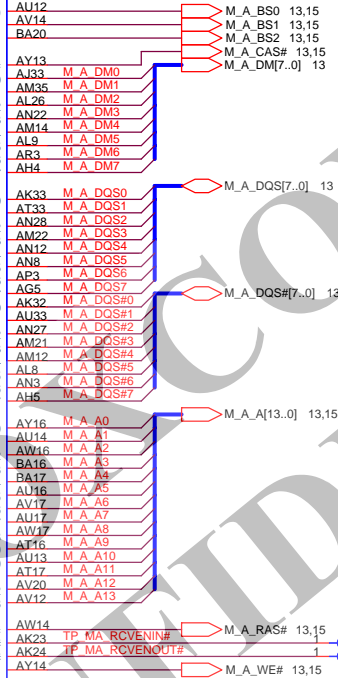 AU12 M_A_BS0 13,15
AV14 M_A_BS1 13,15
BA20 M_A_BS2 13,15
AY13 M_A_CAS# 13,15
AJ33 M_A_DM0 M_A_DM[7..0] 13
AM35 M_A_DM1
AL26 M_A_DM2
AN22 M_A_DM3
AM14 M_A_DM4
AL9 M_A_DM5
AR3 M_A_DM6
AH4 M_A_DM7
AK33 M_A_DQS0 M_A_DQS[7..0] 13
AT33 M_A_DQS1
AN28 M_A_DQS2
AM22 M_A_DQS3
AN12 M_A_DQS4
AN8 M_A_DQS5
AP3 M_A_DQS6
AG5 M_A_DQS7
AK32 M_A_DQS#0 M_A_DQS#[7..0] 13
AU33 M_A_DQS#1
AN27 M_A_DQS#2
AM21 M_A_DQS#3
AM12 M_A_DQS#4
AL8 M_A_DQS#5
AN3 M_A_DQS#6
AH5 M_A_DQS#7
AY16 M_A_A0 M_A_A[13..0] 13,15
AU14 M_A_A1
AW16 M_A_A2
BA16 M_A_A3
BA17 M_A_A4
AU16 M_A_A5
AV17 M_A_A6
AU17 M_A_A7
AW17 M_A_A8
AT16 M_A_A9
AU13 M_A_A10
AT17 M_A_A11
AV20 M_A_A12
AV12 M_A_A13
AW14 M_A_RAS# 13,15
AK23 TP_MA_RCVENIN# 1
AK24 TP_MA_RCVENOUT# 1
AY14 M_A_WE# 13,15